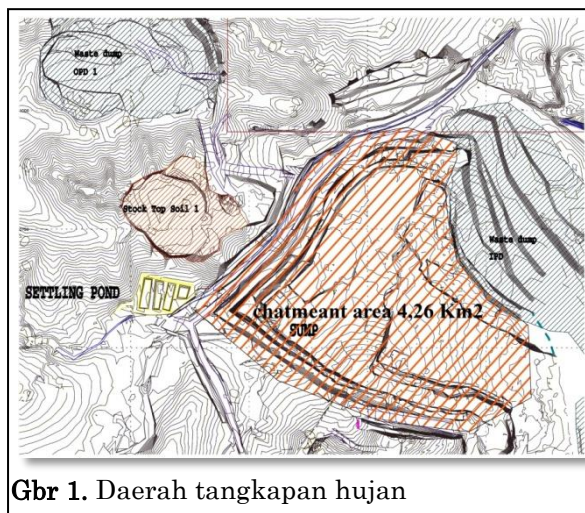 Waste dump
OPD 1
Stock Top Soil 1
Waste dump
IPD
SETTLING POND
chatmeant area 4,26 Km2
SUMP
Gbr 1. Daerah tangkapan hujan